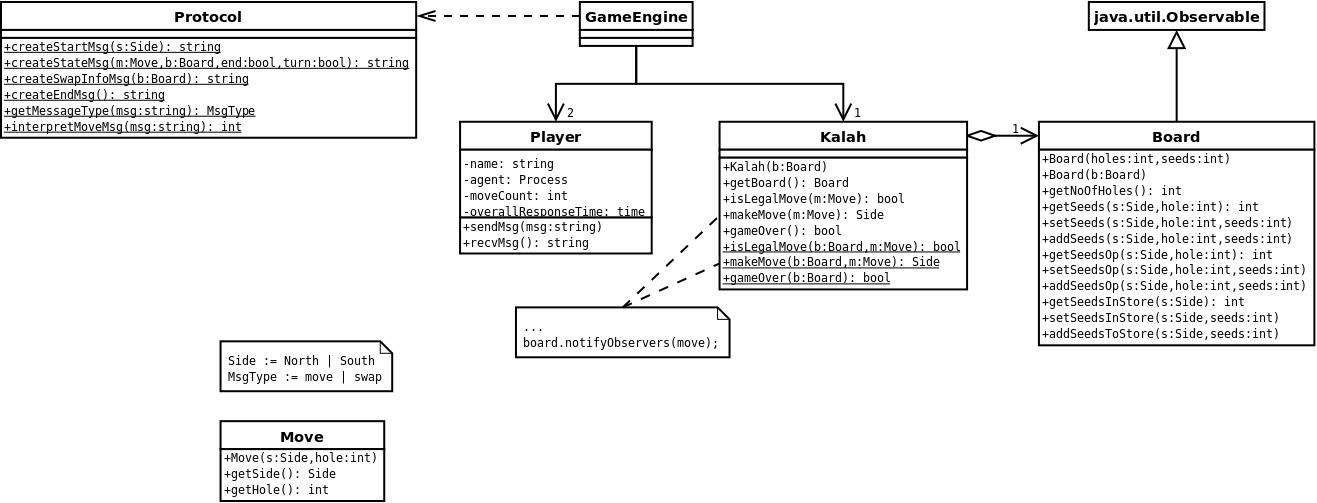 Protocol
+createStartMsg(s:Side): string
+createStateMsg(m:Move,b:Board,end:bool,turn:bool): string
+createSwapInfoMsg(b:Board): string
+createEndMsg(): string
+getMessageType(msg:string): MsgType
+interpretMoveMsg(msg:string): int
GameEngine
java.util.Observable
2
1
Player
-name: string
-agent: Process
-moveCount: int
-overallResponseTime: time
+sendMsg(msg:string)
+recvMsg(): string
Kalah
+Kalah(b:Board)
+getBoard(): Board
+isLegalMove(m:Move): bool
+makeMove(m:Move): Side
+gameOver(): bool
+isLegalMove(b:Board,m:Move): bool
+makeMove(b:Board,m:Move): Side
+gameOver(b:Board): bool
1
Board
+Board(holes:int,seeds:int)
+Board(b:Board)
+getNoOfHoles(): int
+getSeeds(s:Side,hole:int): int
+setSeeds(s:Side,hole:int,seeds:int)
+addSeeds(s:Side,hole:int,seeds:int)
+getSeedsOp(s:Side,hole:int): int
+setSeedsOp(s:Side,hole:int,seeds:int)
+addSeedsOp(s:Side,hole:int,seeds:int)
+getSeedsInStore(s:Side): int
+setSeedsInStore(s:Side,seeds:int)
+addSeedsToStore(s:Side,seeds:int)
...
board.notifyObservers(move);
Side := North | South
MsgType := move | swap
Move
+Move(s:Side,hole:int)
+getSide(): Side
+getHole(): int